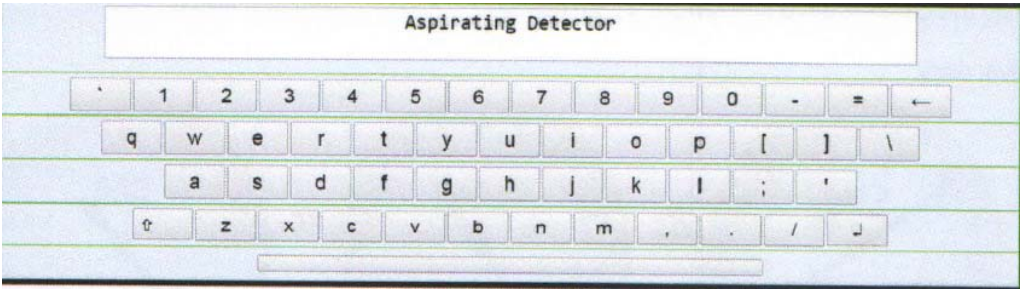 Aspirating Detector
` 1 2 3 4 5 6 7 8 9 0 - = ←
q w e r t y u i o p [ ] \
a s d f g h j k l ; '
⇧ z x c v b n m , . / ↲